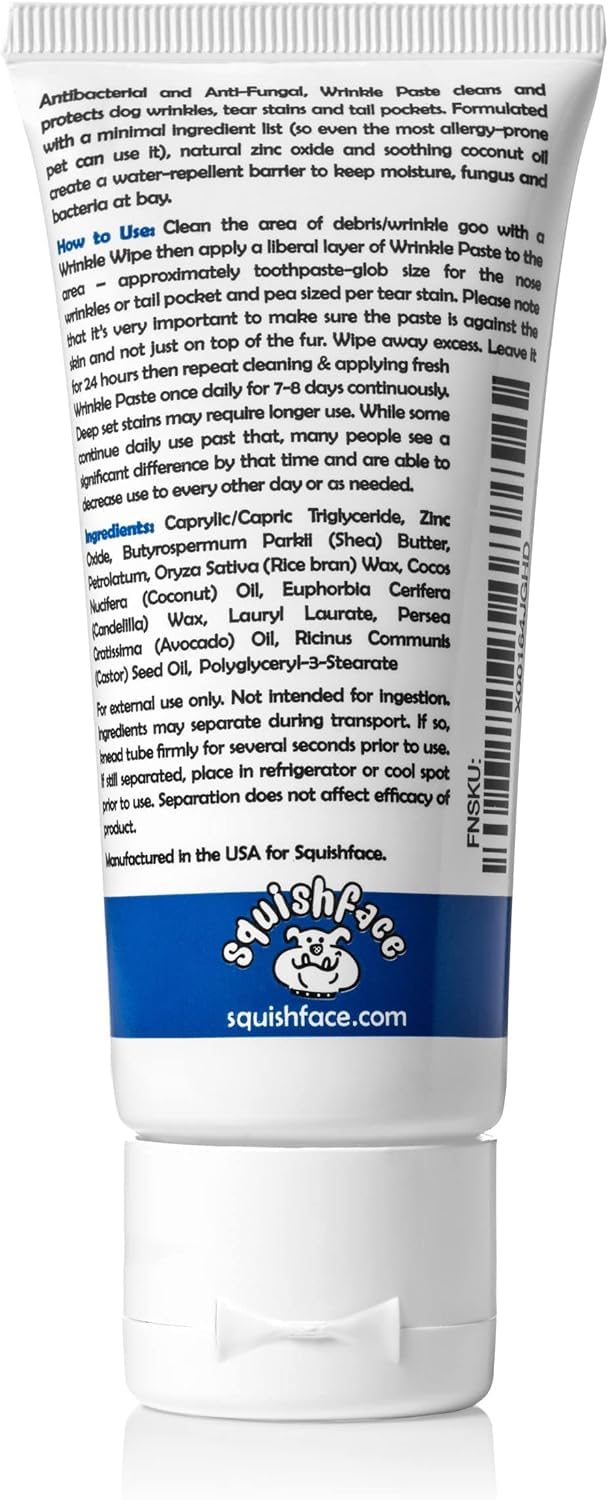 Antibacterial and Anti-Fungal, Wrinkle Paste cleans and
protects dog wrinkles, tear stains and tail pockets. Formulated
with a minimal ingredient list (so even the most allergy-prone
pet can use it), natural zinc oxide and soothing coconut oil
create a water-repellent barrier to keep moisture, fungus and
bacteria at bay.
How to Use: Clean the area of debris/wrinkle goo with a
Wrinkle Wipe then apply a liberal layer of Wrinkle Paste to the
area – approximately toothpaste-glob size for the nose
wrinkles or tail pocket and pea sized per tear stain. Please note
that it's very important to make sure the paste is against the
skin and not just on top of the fur. Wipe away excess. Leave it
for 24 hours then repeat cleaning & applying fresh
Wrinkle Paste once daily for 7-8 days continuously.
Deep set stains may require longer use. While some
continue daily use past that, many people see a
significant difference by that time and are able to
decrease use to every other day or as needed.
Ingredients: Caprylic/Capric Triglyceride, Zinc
Oxide, Butyrospermum Parkii (Shea) Butter,
Petrolatum, Oryza Sativa (Rice bran) Wax, Cocos
Nucifera (Coconut) Oil, Euphorbia Cerifera
(Candelilla) Wax, Lauryl Laurate, Persea
Gratissima (Avocado) Oil, Ricinus Communis
(Castor) Seed Oil, Polyglyceryl-3-Stearate
For external use only. Not intended for ingestion.
Ingredients may separate during transport. If so,
knead tube firmly for several seconds prior to use.
If still separated, place in refrigerator or cool spot
prior to use. Separation does not affect efficacy of
product.
Manufactured in the USA for Squishface.
FNSKU:
X00164JGHD
squishface
squishface.com